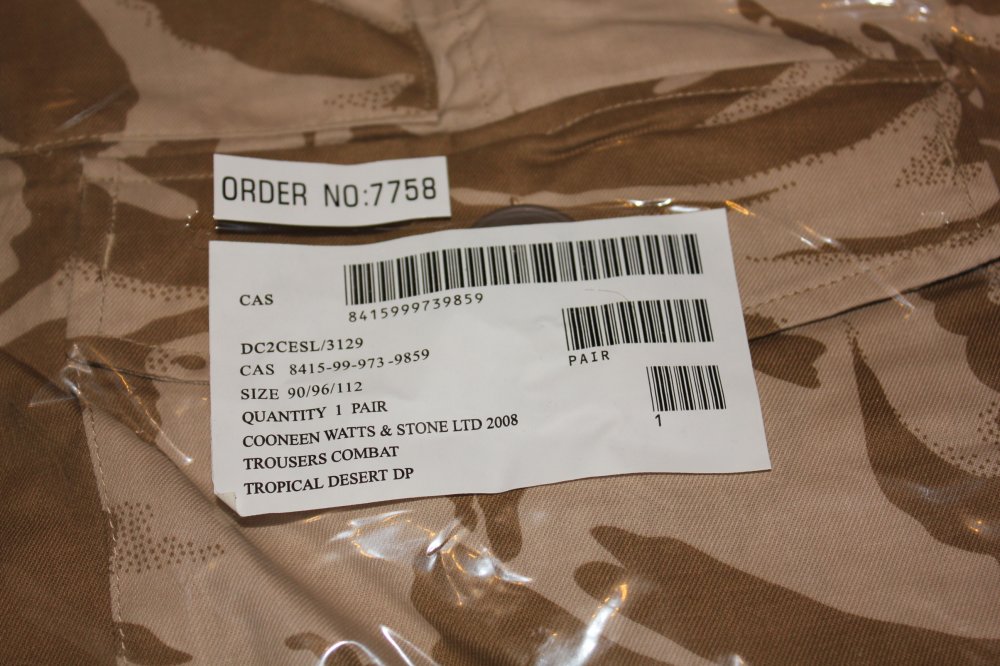 ORDER NO:7758
CAS
8415999739859
DC2CESL/3129
CAS 8415-99-973-9859
PAIR
SIZE 90/96/112
QUANTITY 1 PAIR
1
COONEEN WATTS & STONE LTD 2008
TROUSERS COMBAT
TROPICAL DESERT DP